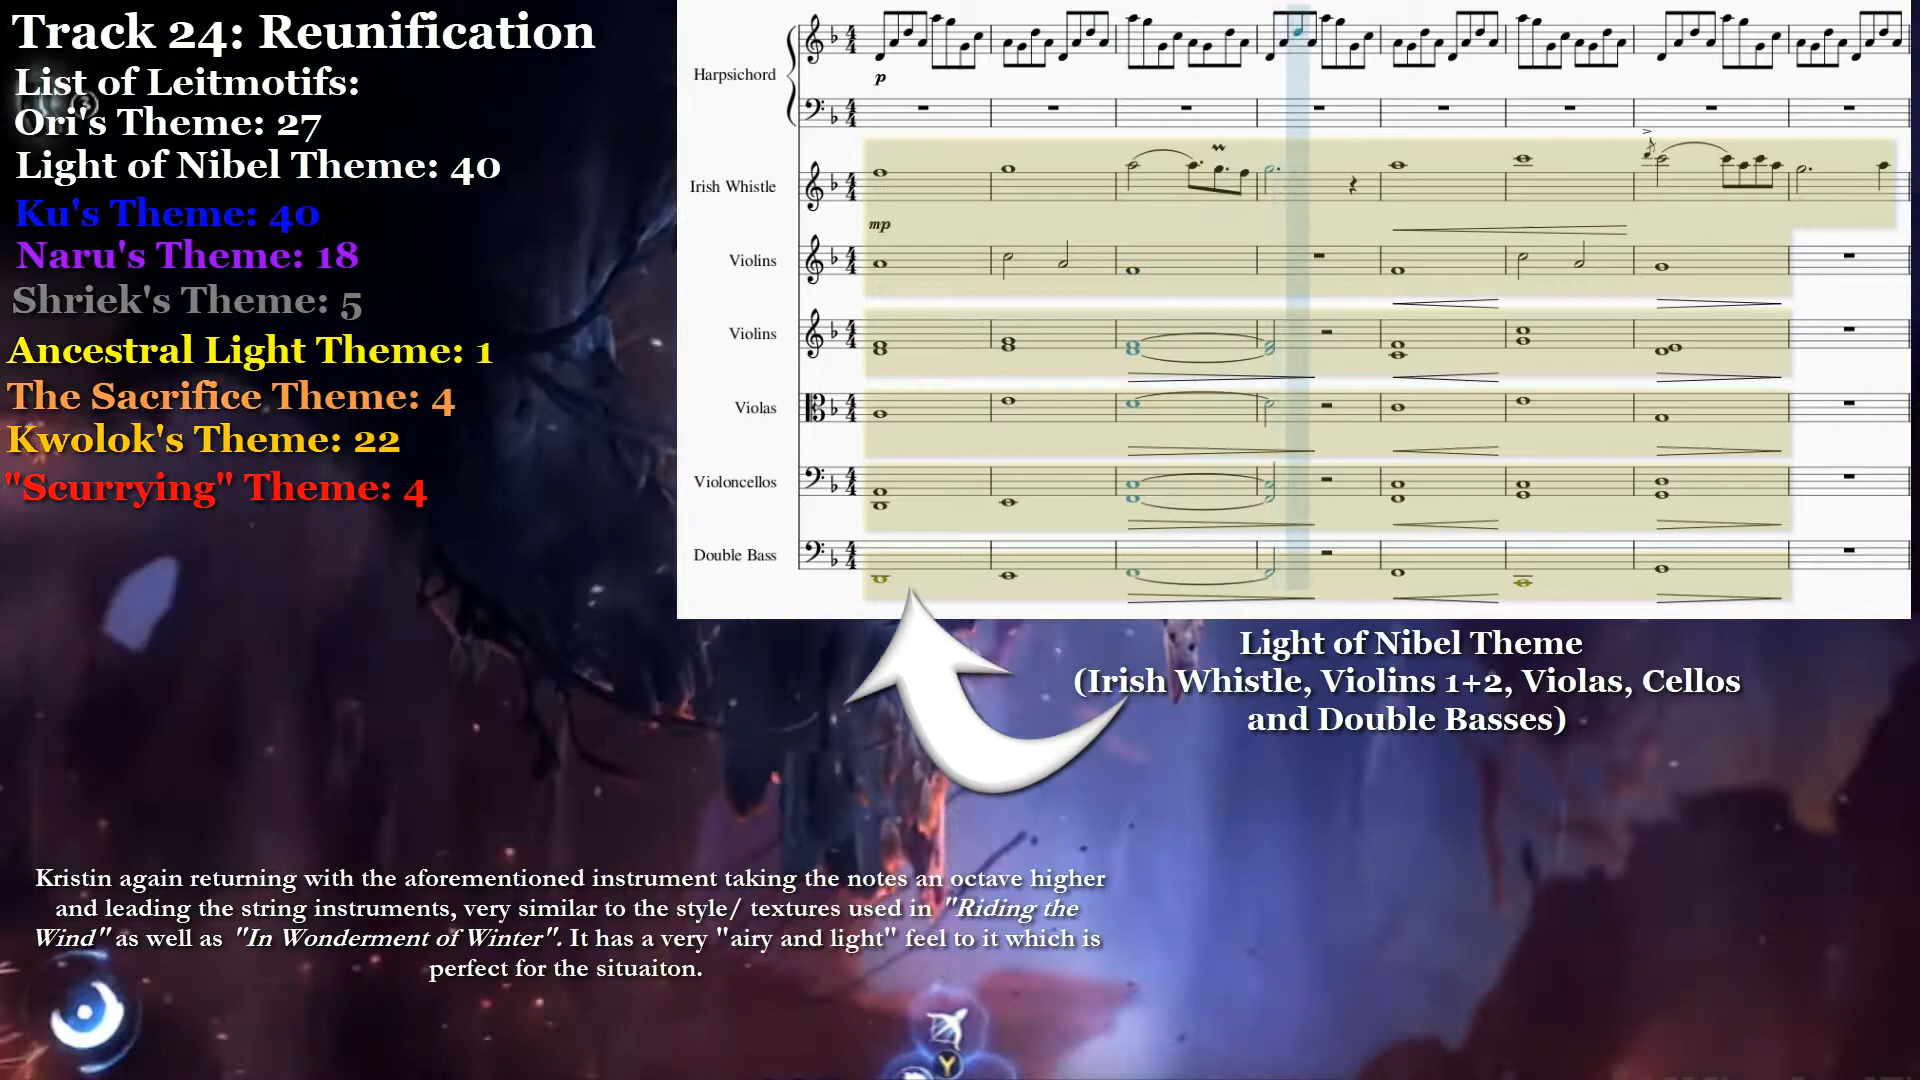 Track 24: Reunification
List of Leitmotifs:
Ori's Theme: 27
Light of Nibel Theme: 40
Ku's Theme: 40
Naru's Theme: 18
Shriek's Theme: 5
Ancestral Light Theme: 1
The Sacrifice Theme: 4
Kwolok's Theme: 22
"Scurrying" Theme: 4
Harpsichord
p
Irish Whistle
mp
Violins
Violins
Violas
Violoncellos
Double Bass
Light of Nibel Theme
(Irish Whistle, Violins 1+2, Violas, Cellos
and Double Basses)
Kristin again returning with the aforementioned instrument taking the notes an octave higher
and leading the string instruments, very similar to the style/ textures used in "Riding the
Wind" as well as "In Wonderment of Winter". It has a very "airy and light" feel to it which is
perfect for the situaiton.
Y